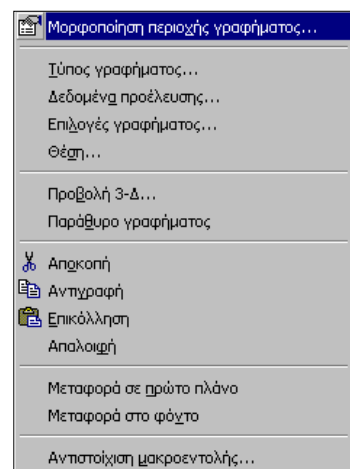 Μορφοποίηση περιοχής γραφήματος...
Τύπος γραφήματος...
Δεδομένα προέλευσης...
Επιλογές γραφήματος...
Θέση...
Προβολή 3-Δ...
Παράθυρο γραφήματος
Αποκοπή
Αντιγραφή
Επικόλληση
Απαλοιφή
Μεταφορά σε πρώτο πλάνο
Μεταφορά στο φόντο
Αντιστοίχιση μακροεντολής...